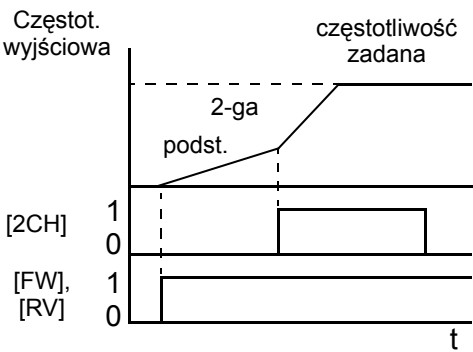 Częstot.
wyjściowa
częstotliwość
zadana
2-ga
podst.
[2CH]
1
0
[FW],
[RV]
1
0
t